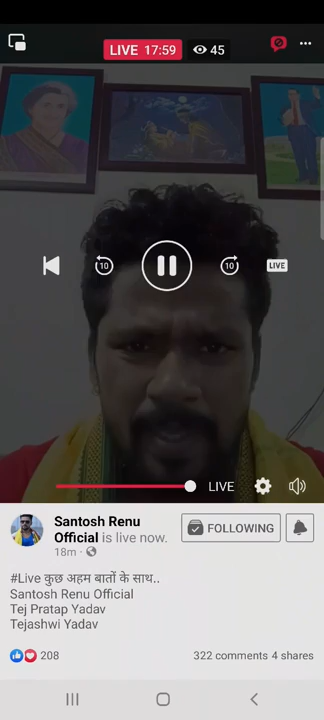 LIVE 17:59 45
10 10 LIVE
LIVE
Santosh Renu
Official is live now.
FOLLOWING
18m ·
#Live कुछ अहम बातों के साथ..
Santosh Renu Official
Tej Pratap Yadav
Tejashwi Yadav
208
322 comments 4 shares